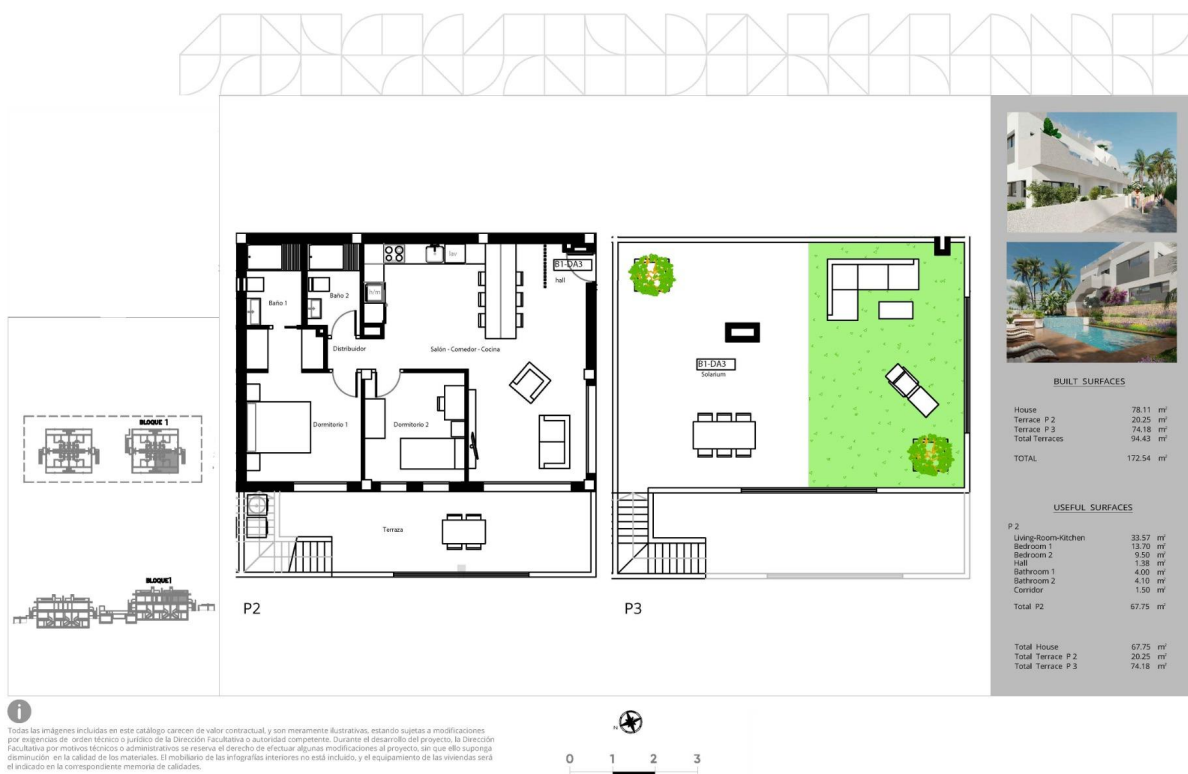 B1-DA3
hall
lav
Baño 1
Baño 2
Distribuidor
Salón - Comedor - Cocina
Dormitorio 1
Dormitorio 2
Terraza
P2
B1-DA3
Solarium
P3
BLOQUE 1
BLOQUE1
BUILT SURFACES
House 78.11 m²
Terrace P 2 20.25 m²
Terrace P 3 74,18 m²
Total Terraces 94.43 m²
TOTAL 172.54 m²
USEFUL SURFACES
P 2
Living-Room-Kitchen 33.57 m²
Bedroom 1 13.70 m²
Bedroom 2 9.50 m²
Hall 1.38 m²
Bathroom 1 4.00 m²
Bathroom 2 4.10 m²
Corridor 1.50 m²
Total P2 67.75 m²
Total House 67.75 m²
Total Terrace P 2 20.25 m²
Total Terrace P 3 74.18 m²
i
Todas las imágenes incluidas en este catálogo carecen de valor contractual, y son meramente ilustrativas, estando sujetas a modificaciones
por exigencias de orden técnico o jurídico de la Dirección Facultativa o autoridad competente. Durante el desarrollo del proyecto, la Dirección
Facultativa por motivos técnicos o administrativos se reserva el derecho de efectuar algunas modificaciones al proyecto, sin que ello suponga
disminución en la calidad de los materiales. El mobiliario de las infografías interiores no está incluido, y el equipamiento de las viviendas será
el indicado en la correspondiente memoria de calidades.
N
0 1 2 3